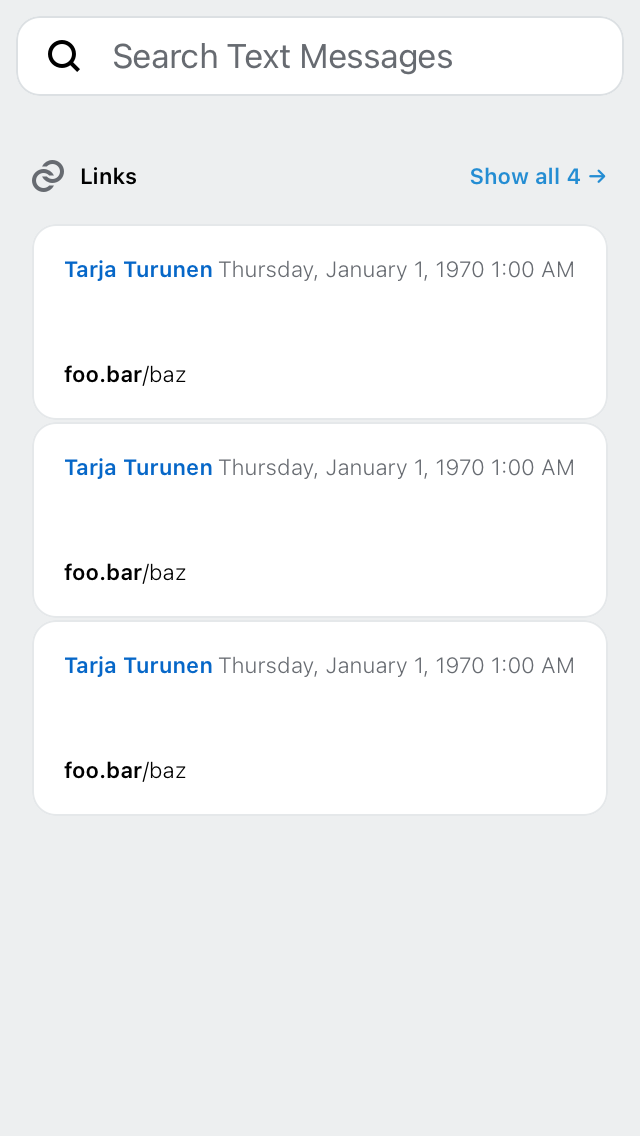 Search Text Messages
Links
Show all 4 →
Tarja Turunen Thursday, January 1, 1970 1:00 AM
foo.bar/baz
Tarja Turunen Thursday, January 1, 1970 1:00 AM
foo.bar/baz
Tarja Turunen Thursday, January 1, 1970 1:00 AM
foo.bar/baz